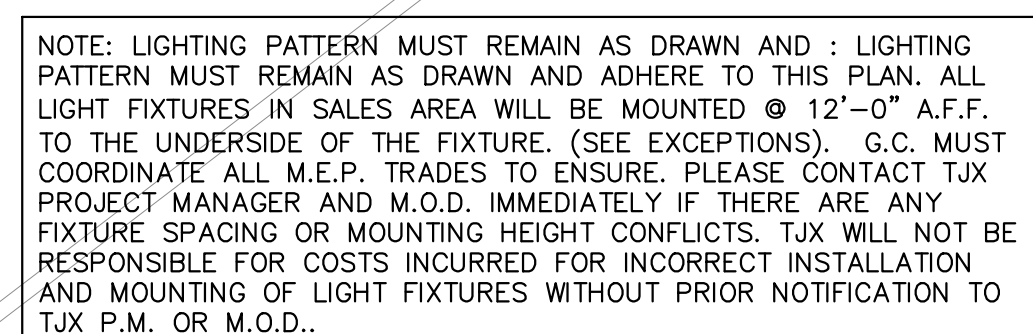 NOTE: LIGHTING PATTERN MUST REMAIN AS DRAWN AND : LIGHTING
PATTERN MUST REMAIN AS DRAWN AND ADHERE TO THIS PLAN. ALL
LIGHT FIXTURES IN SALES AREA WILL BE MOUNTED @ 12'-0" A.F.F.
TO THE UNDERSIDE OF THE FIXTURE. (SEE EXCEPTIONS).  G.C. MUST
COORDINATE ALL M.E.P. TRADES TO ENSURE. PLEASE CONTACT TJX
PROJECT MANAGER AND M.O.D. IMMEDIATELY IF THERE ARE ANY
FIXTURE SPACING OR MOUNTING HEIGHT CONFLICTS. TJX WILL NOT BE
RESPONSIBLE FOR COSTS INCURRED FOR INCORRECT INSTALLATION
AND MOUNTING OF LIGHT FIXTURES WITHOUT PRIOR NOTIFICATION TO
TJX P.M. OR M.O.D..